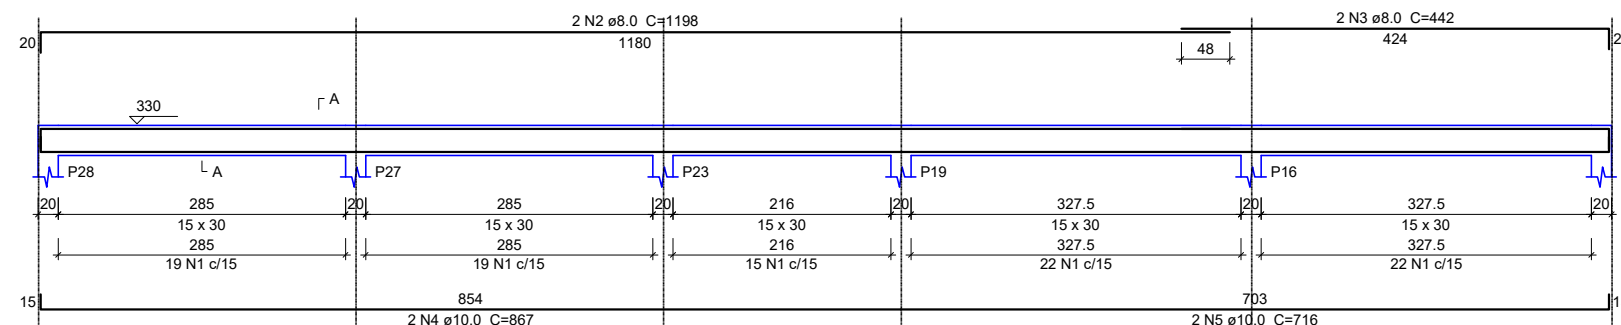 2 N2 ø8.0 C=1198
2 N3 ø8.0 C=442
20
1180
424
2
48
330
A
A
P28
P27
P23
P19
P16
20 285 20 285 20 216 20 327.5 20 327.5 20
15 x 30 15 x 30 15 x 30 15 x 30 15 x 30
285 285 216 327.5 327.5
19 N1 c/15 19 N1 c/15 15 N1 c/15 22 N1 c/15 22 N1 c/15
15 854 703 1
2 N4 ø10.0 C=867 2 N5 ø10.0 C=716